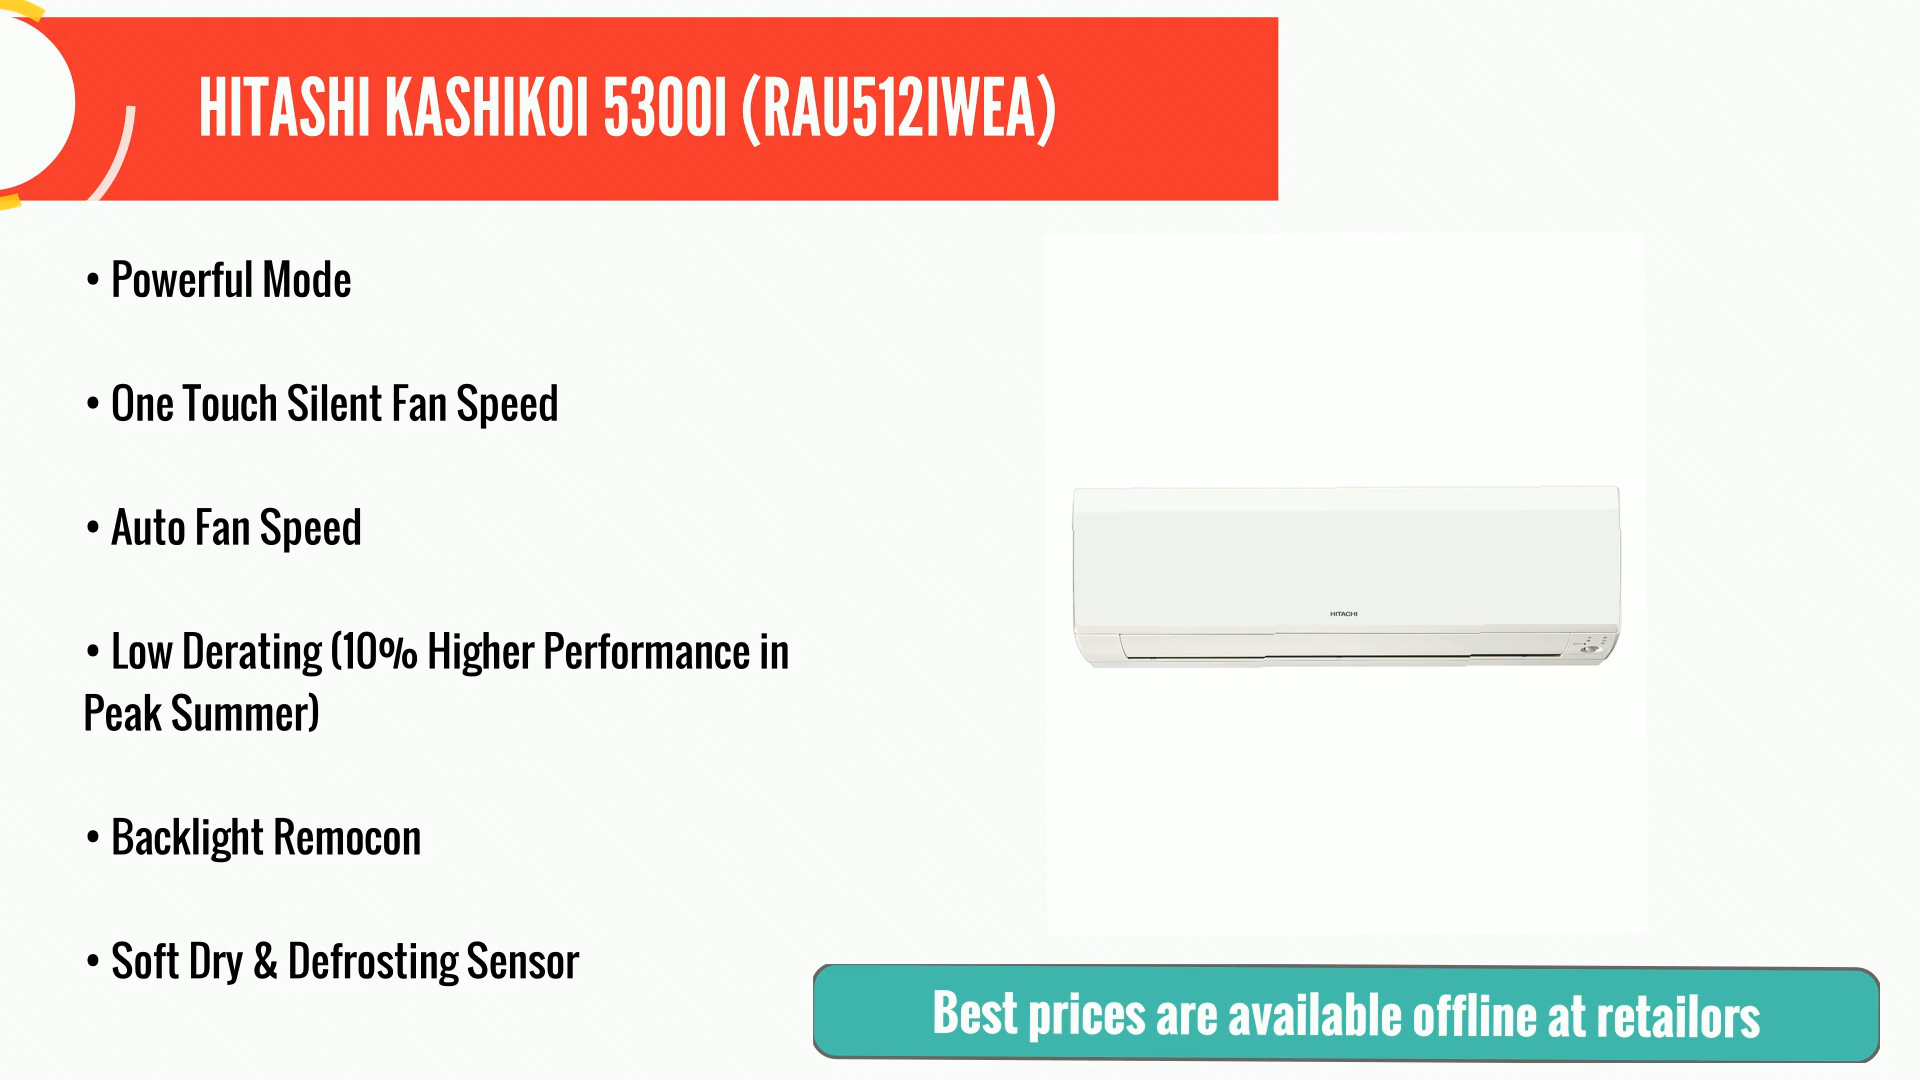 HITASHI KASHIKOI 5300I (RAU512IWEA)
• Powerful Mode
• One Touch Silent Fan Speed
• Auto Fan Speed
• Low Derating (10% Higher Performance in
Peak Summer)
• Backlight Remocon
• Soft Dry & Defrosting Sensor
HITACHI
Best prices are available offline at retailors